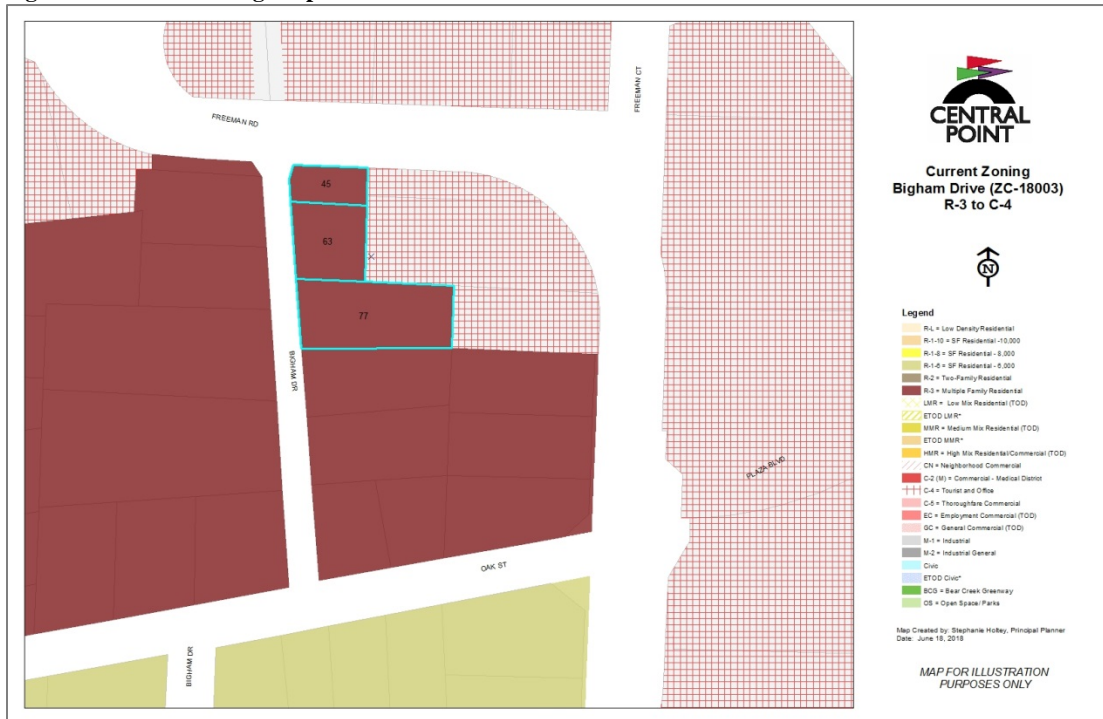 FREEMAN RD
FREEMAN CT
45
63
77
BIGHAM DR
PLAZA BLVD
OAK ST
BIGHAM DR
CENTRAL
POINT
Current Zoning
Bigham Drive (ZC-18003)
R-3 to C-4
N
Legend
R-L = Low Density Residential
R-1-10 = SF Residential -10,000
R-1-8 = SF Residential - 8,000
R-1-6 = SF Residential - 6,000
R-2 = Two-Family Residential
R-3 = Multiple Family Residential
LMR = Low Mix Residential (TOD)
ETOD LMR*
MMR = Medium Mix Residential (TOD)
ETOD MMR*
HMR = High Mix Residential/Commercial (TOD)
CN = Neighborhood Commercial
C-2 (M) = Commercial - Medical District
C-4 = Tourist and Office
C-5 = Thoroughfare Commercial
EC = Employment Commercial (TOD)
GC = General Commercial (TOD)
M-1 = Industrial
M-2 = Industrial General
Civic
ETOD Civic*
BCG = Bear Creek Greenway
OS = Open Space/ Parks
Map Created by: Stephanie Holtey, Principal Planner
Date: June 18, 2018
MAP FOR ILLUSTRATION
PURPOSES ONLY